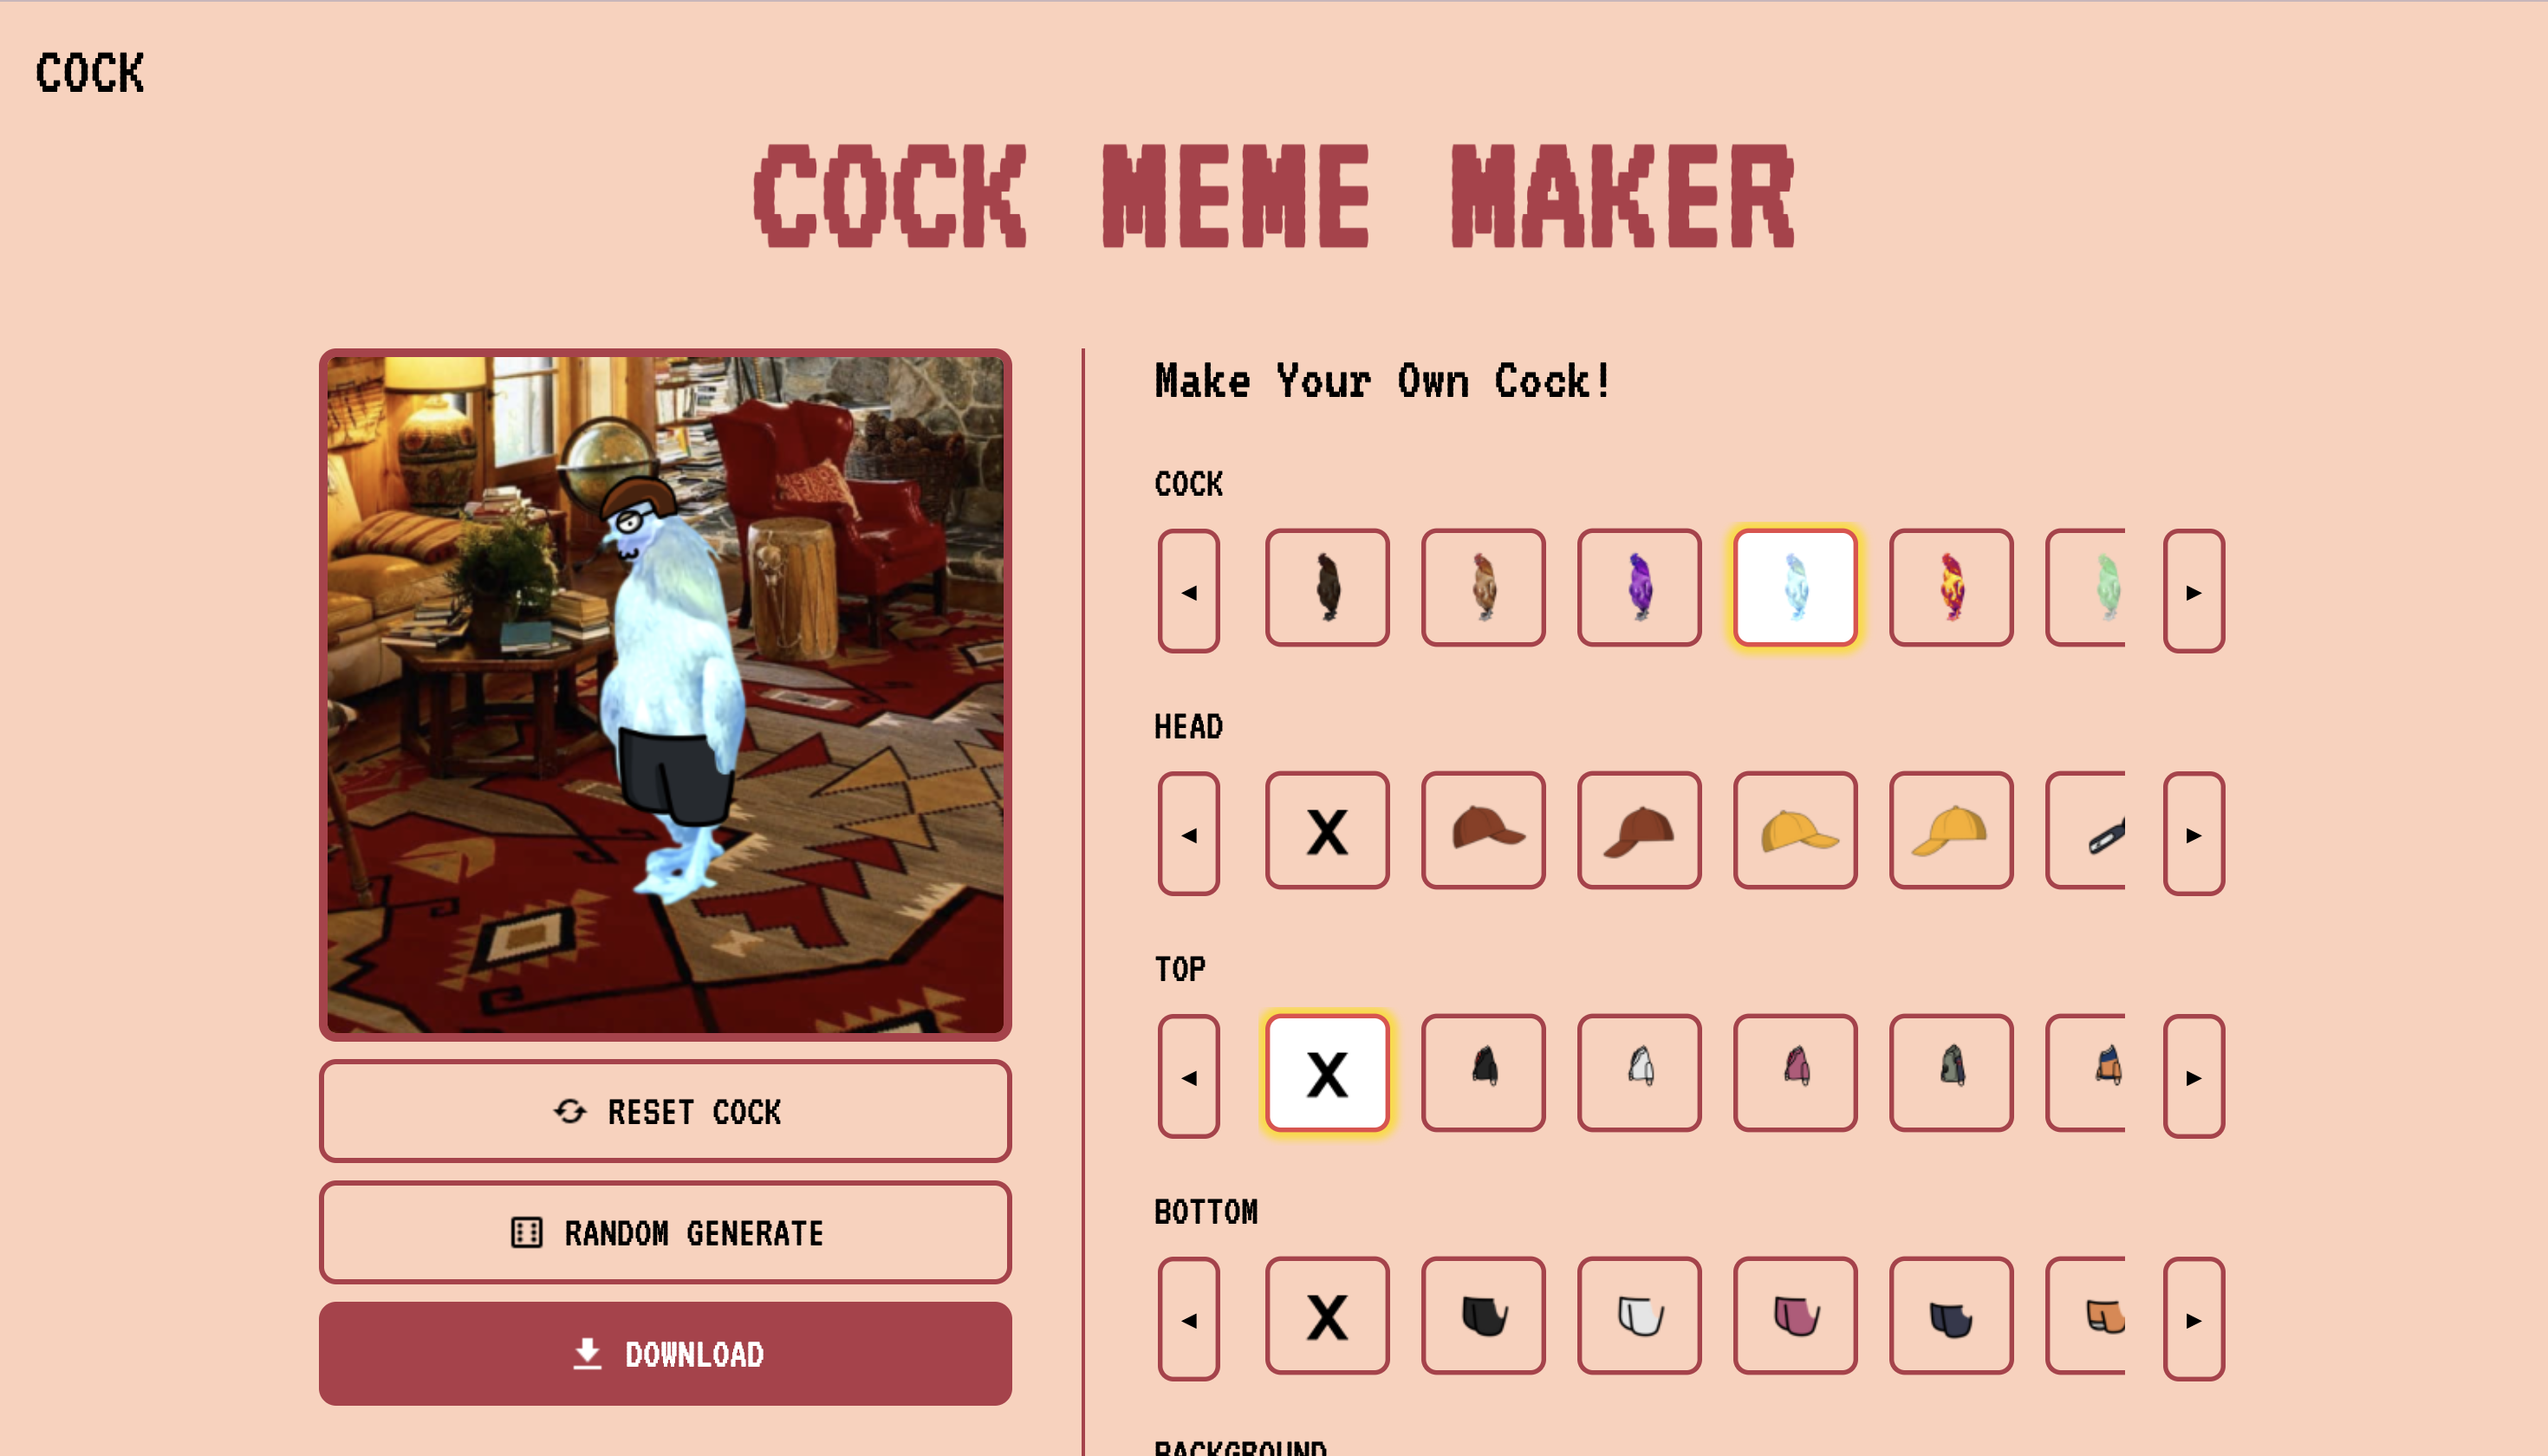 COCK
COCK MEME MAKER
Make Your Own Cock!
COCK
HEAD
X
TOP
X
BOTTOM
X
BACKGROUND
RESET COCK
RANDOM GENERATE
DOWNLOAD